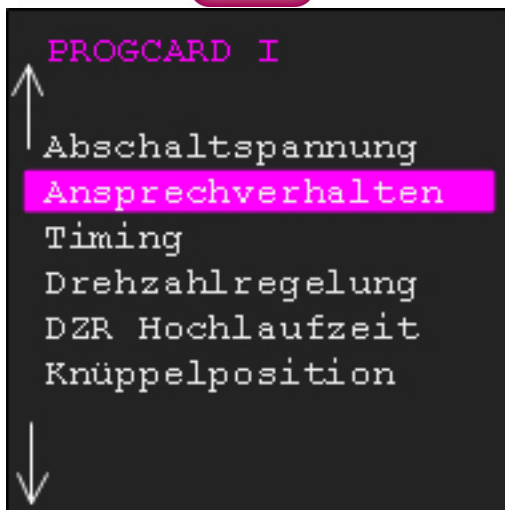 PROGCARD I
Abschaltspannung
Ansprechverhalten
Timing
Drehzahlregelung
DZR Hochlaufzeit
Knüppelposition